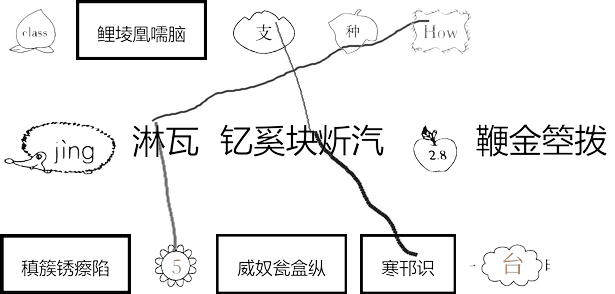 class 鲤堎凰嚅脑 支 种 How
jìng 淋瓦 钇奚块炘汽 2.8 鞭金箜拨
稹簇锈瘵陷 5 威奴瓮盒纵 寒邗识 台